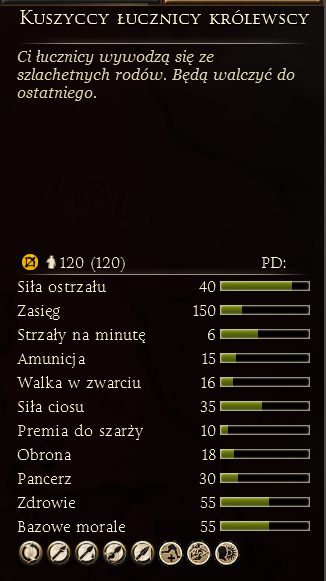 Kuszyccy łucznicy królewscy
Ci łucznicy wywodzą się ze
szlachetnych rodów. Będą walczyć do
ostatniego.
120 (120) PD:
Siła ostrzału 40
Zasięg 150
Strzały na minutę 6
Amunicja 15
Walka w zwarciu 16
Siła ciosu 35
Premia do szarży 10
Obrona 18
Pancerz 30
Zdrowie 55
Bazowe morale 55